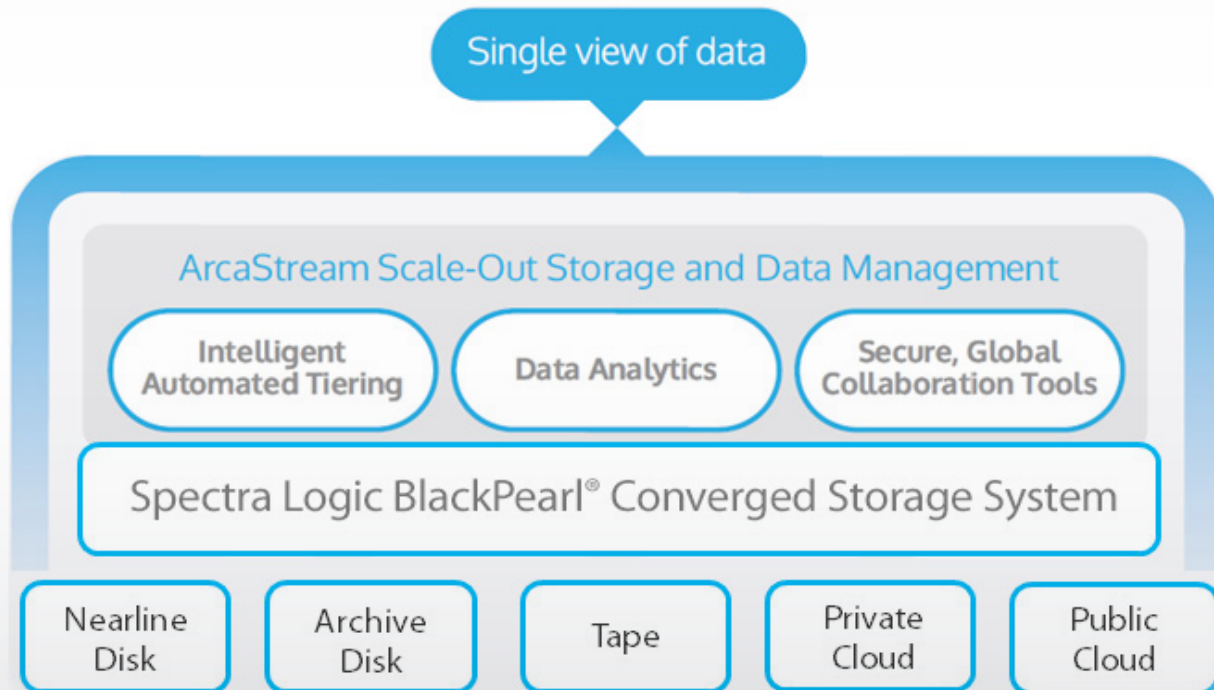 Single view of data
ArcaStream Scale-Out Storage and Data Management
Intelligent
Automated Tiering
Data Analytics
Secure, Global
Collaboration Tools
Spectra Logic BlackPearl® Converged Storage System
Nearline
Disk
Archive
Disk
Tape
Private
Cloud
Public
Cloud